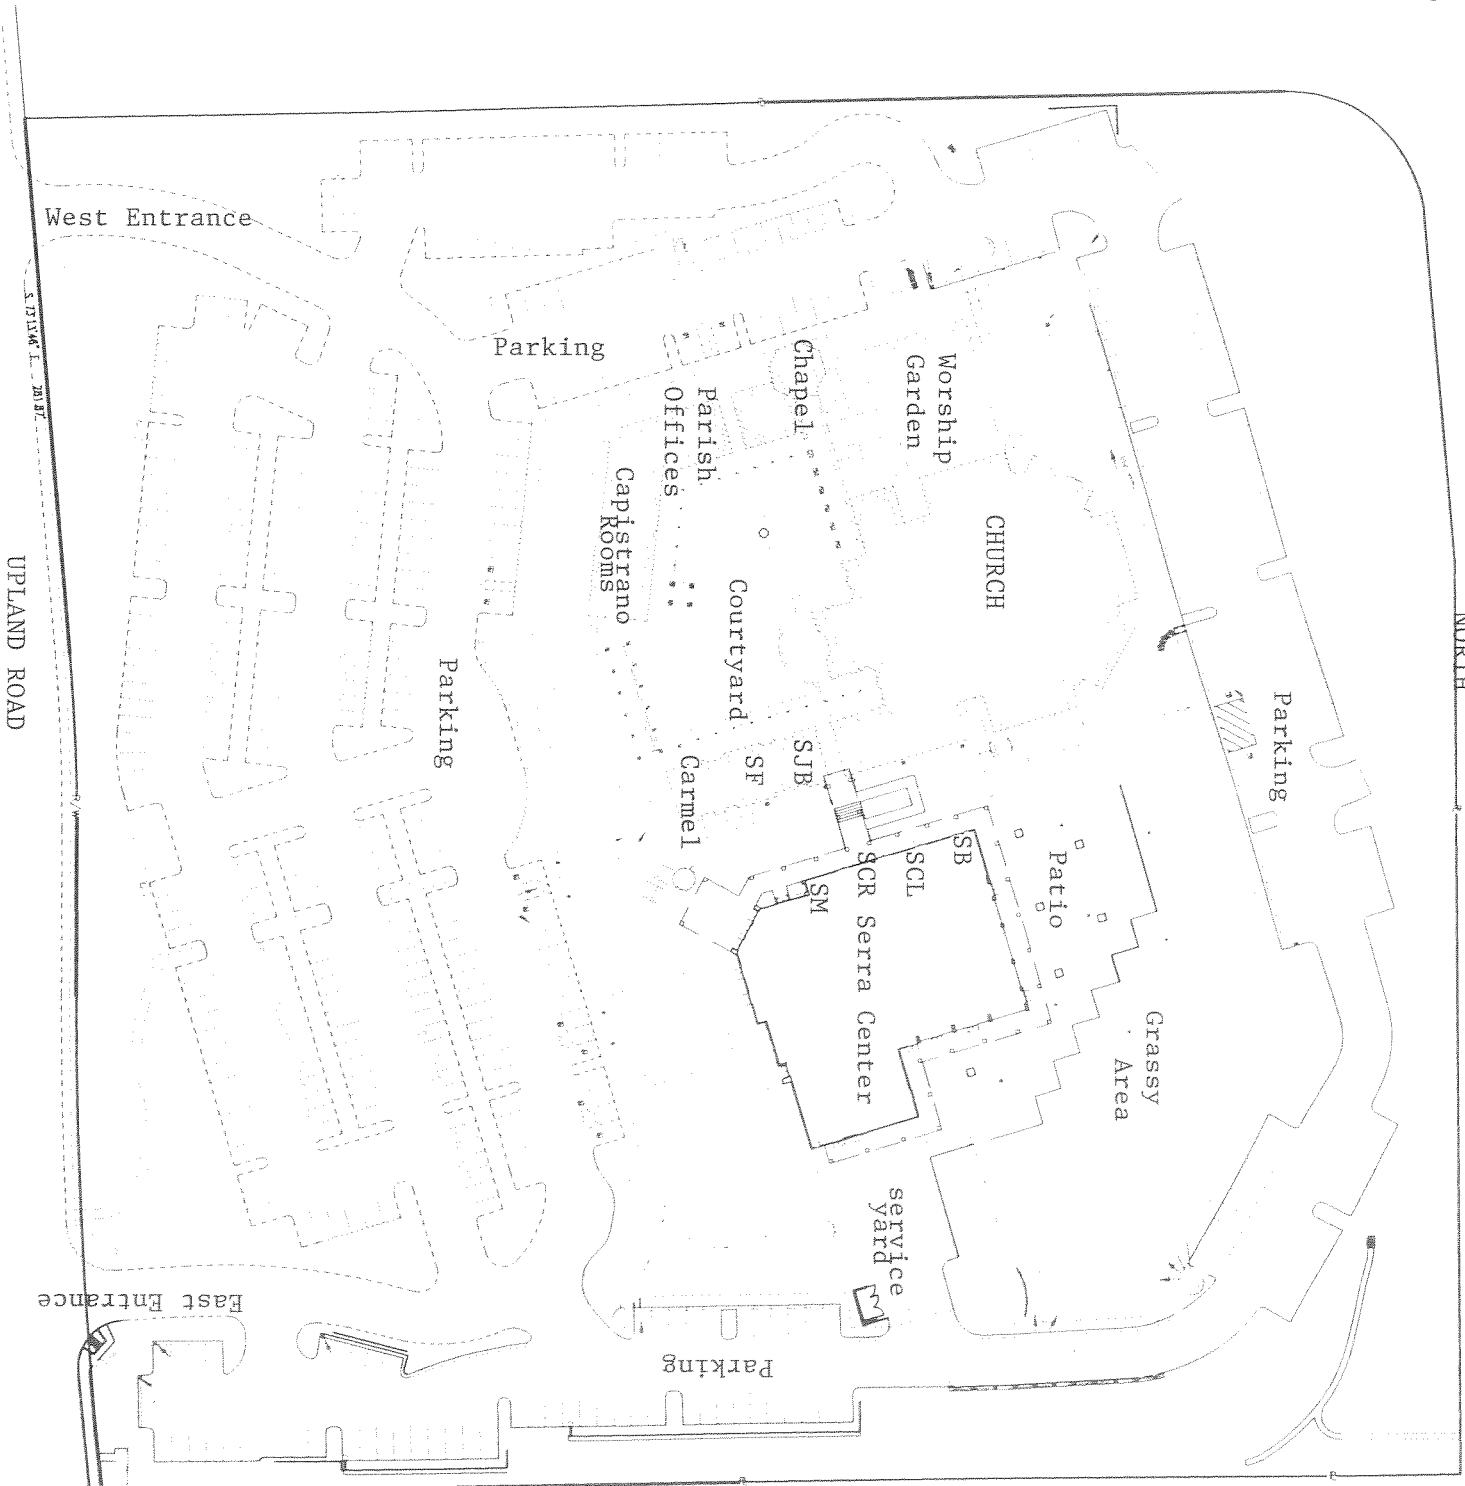 West Entrance
Parking
Chapel
Worship
Garden
Parish
Offices
Capistrano
Rooms
CHURCH
Courtyard
UPLAND ROAD
Parking
NORTH
Parking
SJB
SF
Carmel
SB
SCL
SCR Serra Center
SM
Patio
Grassy
Area
service
yard
East Entrance
Parking